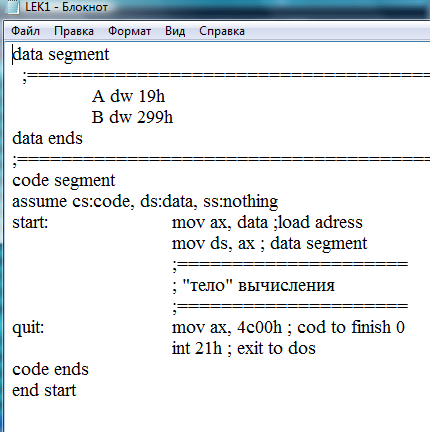 LEK1 - Блокнот
Файл Правка Формат Вид Справка
data segment
;=====================================
A dw 19h
B dw 299h
data ends
;=====================================
code segment
assume cs:code, ds:data, ss:nothing
start: mov ax, data ;load adress
mov ds, ax ; data segment
;=====================
; "тело" вычисления
;=====================
quit: mov ax, 4c00h ; cod to finish 0
int 21h ; exit to dos
code ends
end start